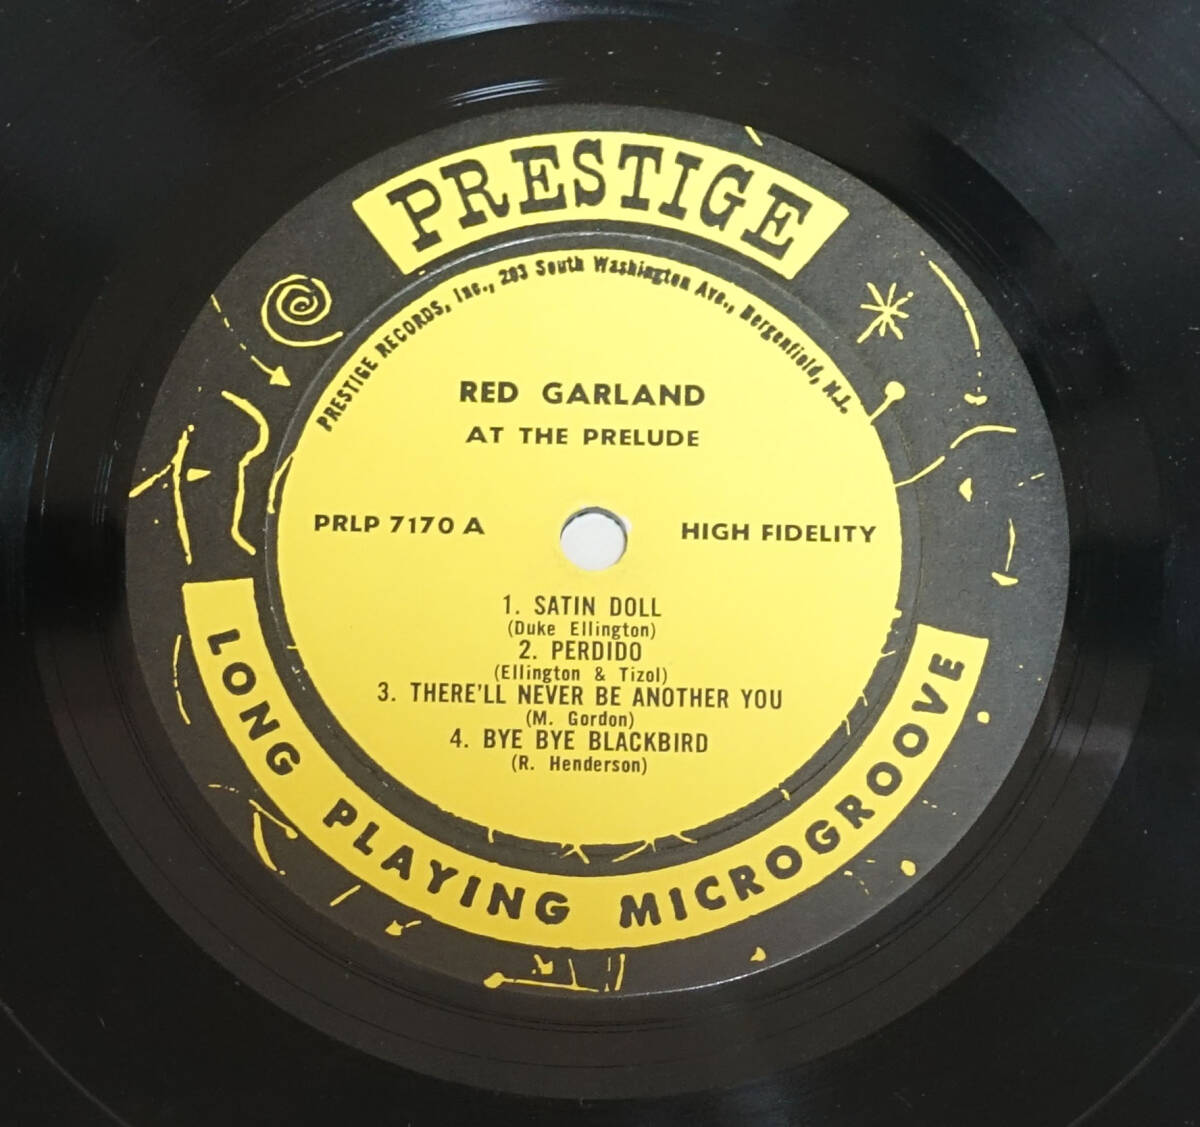 PRESTIGE
PRESTIGE RECORDS, Inc., 203 South Washington Ave., Bergenfield, N.J.
RED GARLAND
AT THE PRELUDE
PRLP 7170 A
HIGH FIDELITY
1. SATIN DOLL
(Duke Ellington)
2. PERDIDO
(Ellington & Tizol)
3. THERE'LL NEVER BE ANOTHER YOU
(M. Gordon)
4. BYE BYE BLACKBIRD
(R. Henderson)
LONG PLAYING MICROGROOVE